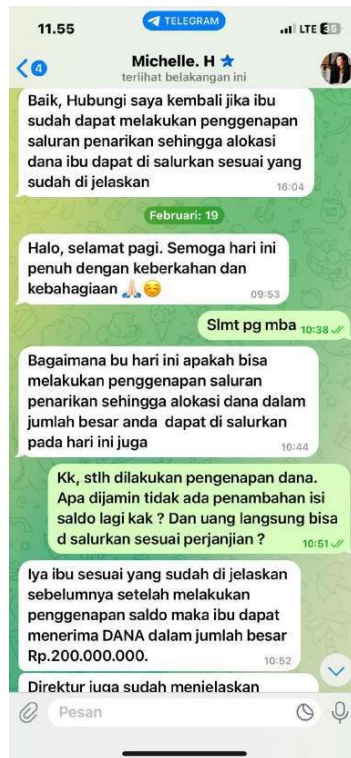 11.55
TELEGRAM
LTE 36
4
Michelle. H
terlihat belakangan ini
Baik, Hubungi saya kembali jika ibu
sudah dapat melakukan penggenapan
saluran penarikan sehingga alokasi
dana ibu dapat di salurkan sesuai yang
sudah di jelaskan
16:04
Februari: 19
Halo, selamat pagi. Semoga hari ini
penuh dengan keberkahan dan
kebahagiaan 🙏🏻☺️
09:53
Slmt pg mba 10:38
Bagaimana bu hari ini apakah bisa
melakukan penggenapan saluran
penarikan sehingga alokasi dana dalam
jumlah besar anda dapat di salurkan
pada hari ini juga
10:44
Kk, stlh dilakukan pengenapan dana.
Apa dijamin tidak ada penambahan isi
saldo lagi kak ? Dan uang langsung bisa
d salurkan sesuai perjanjian ?
10:51
Iya ibu sesuai yang sudah di jelaskan
sebelumnya setelah melakukan
penggenapan saldo maka ibu dapat
menerima DANA dalam jumlah besar
Rp.200.000.000.
10:52
Direktur juga sudah menjelaskan
Pesan